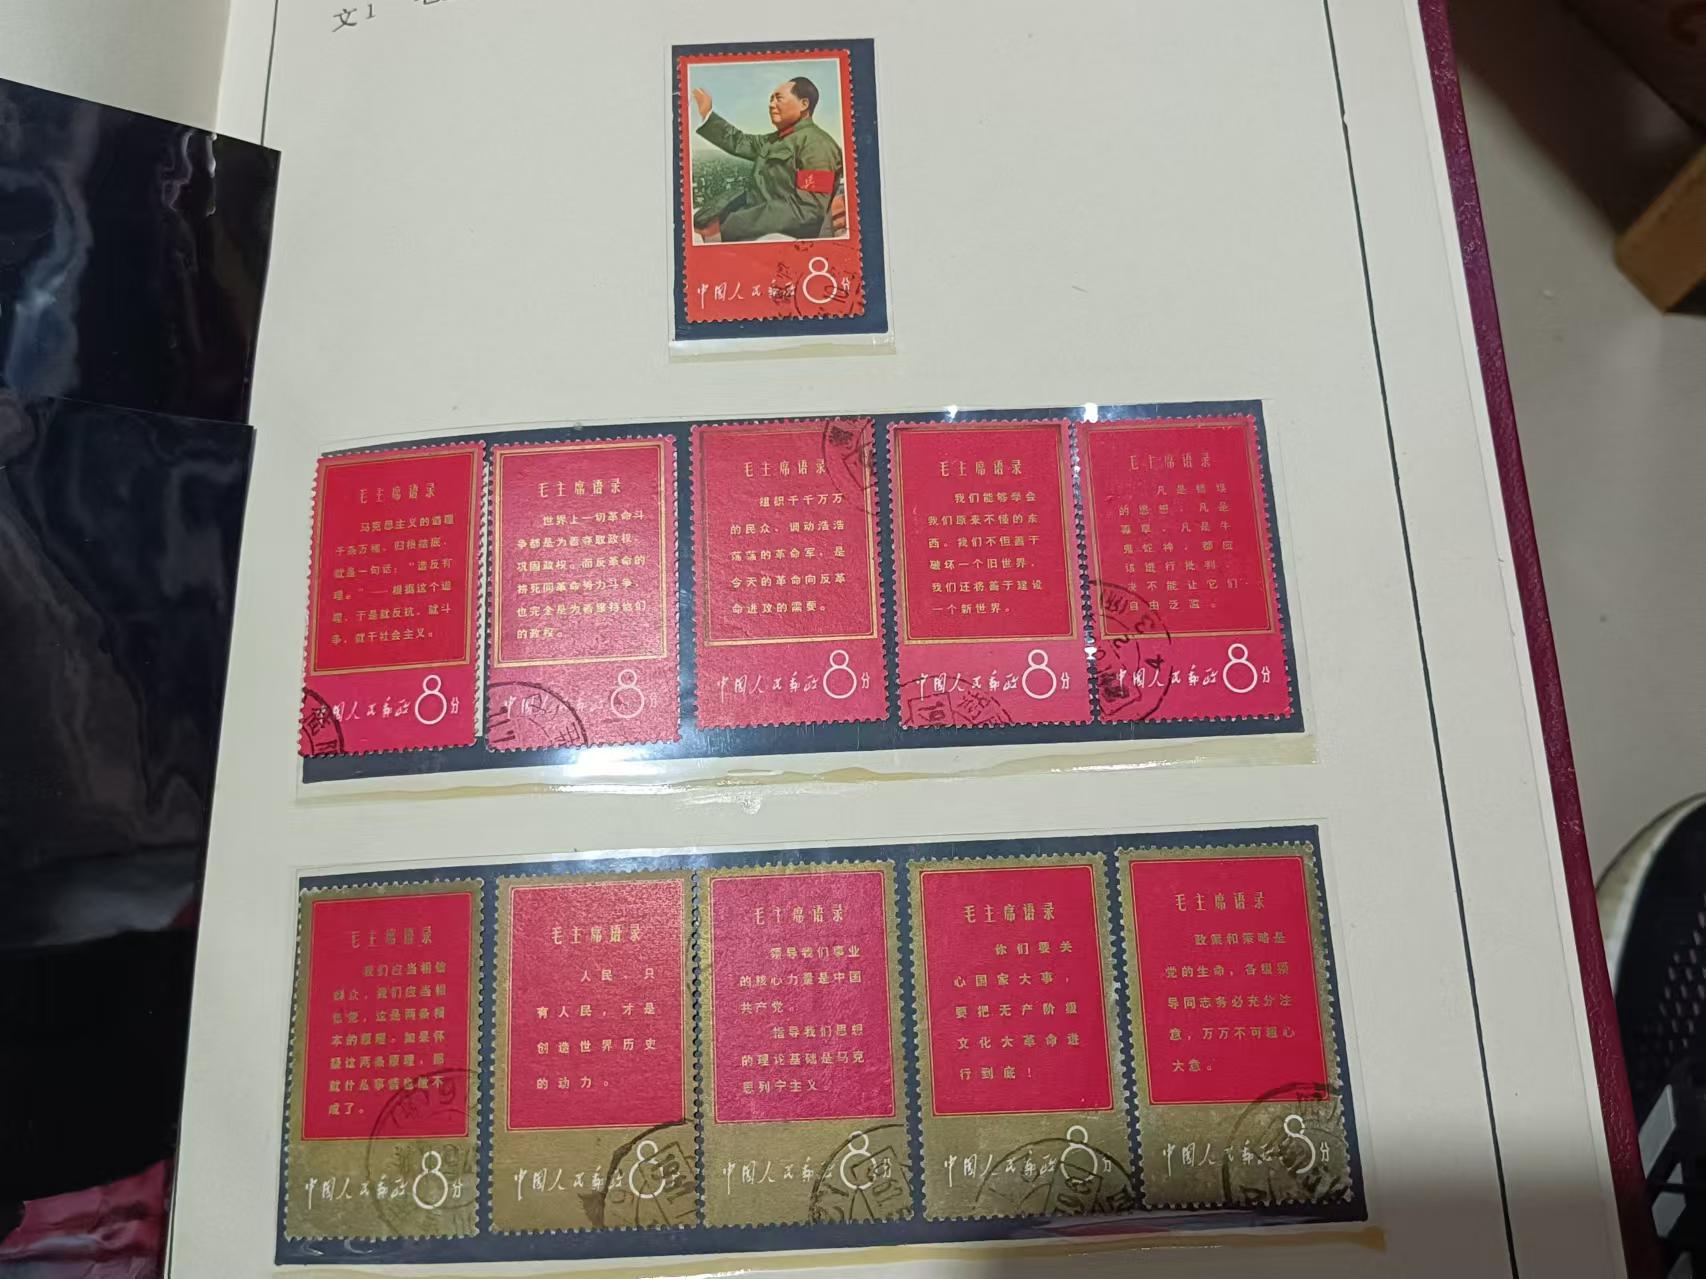 文1
中国人民邮政8分
毛主席语录
马克思主义的道理
千条万绪,归根结底,
就是一句话:“造反有
理。”——根据这个道
理,于是就反抗,就斗
争,就干社会主义。
中国人民邮政8分
毛主席语录
世界上一切革命斗
争都是为着夺取政权,
巩固政权。而反革命的
拚死同革命势力斗争,
也完全是为着维持他们
的政权。
中国人民邮政8分
毛主席语录
组织千千万万
的民众、调动浩浩
荡荡的革命军,是
今天的革命向反革
命进攻的需要。
中国人民邮政8分
毛主席语录
我们能够学会
我们原来不懂的东
西。我们不但善于
破坏一个旧世界,
我们还将善于建设
一个新世界。
中国人民邮政8分
毛主席语录
凡是错误
的思想,凡是
毒草,凡是牛
鬼蛇神,都应
该进行批判,
决不能让它们
自由泛滥。
中国人民邮政8分
毛主席语录
我们应当相信
群众,我们应当相
信党,这是两条根
本的原理。如果怀
疑这两条原理,那
就什么事情也做不
成了。
中国人民邮政8分
毛主席语录
人民,只
有人民,才是
创造世界历史
的动力。
中国人民邮政8分
毛主席语录
领导我们事业
的核心力量是中国
共产党。
指导我们思想
的理论基础是马克
思列宁主义。
中国人民邮政8分
毛主席语录
你们要关
心国家大事,
要把无产阶级
文化大革命进
行到底!
中国人民邮政8分
毛主席语录
政策和策略是
党的生命,各级领
导同志务必充分注
意,万万不可粗心
大意。
中国人民邮政8分